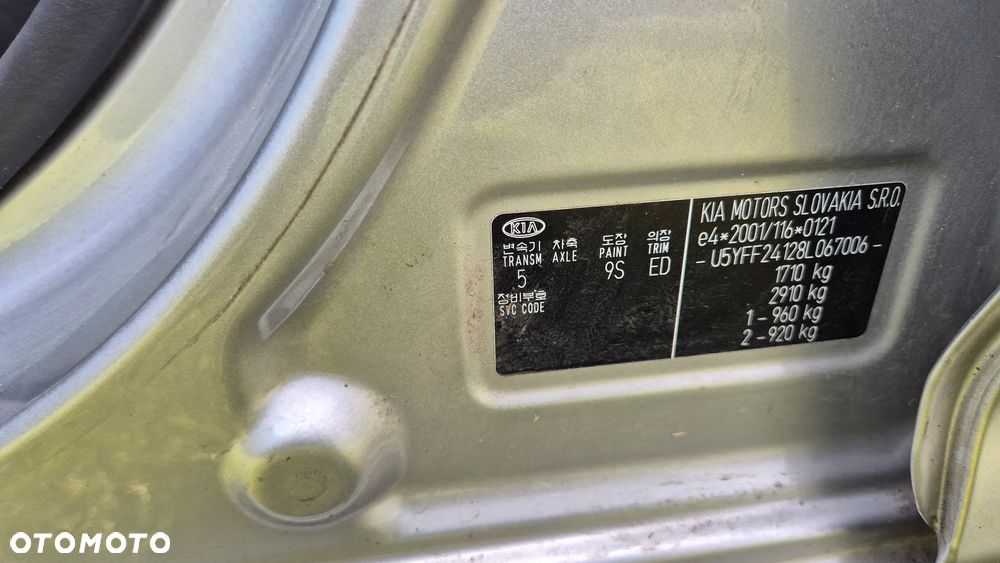 KIA
변속기 차축 도장 의장
TRANSM AXLE PAINT TRIM
5 9S ED
정비부호
SVC CODE
KIA MOTORS SLOVAKIA S.R.O.
e4*2001/116*0121
- U5YFF24128L067006 -
1710 kg
2910 kg
1 - 960 kg
2 - 920 kg
OTOMOTO